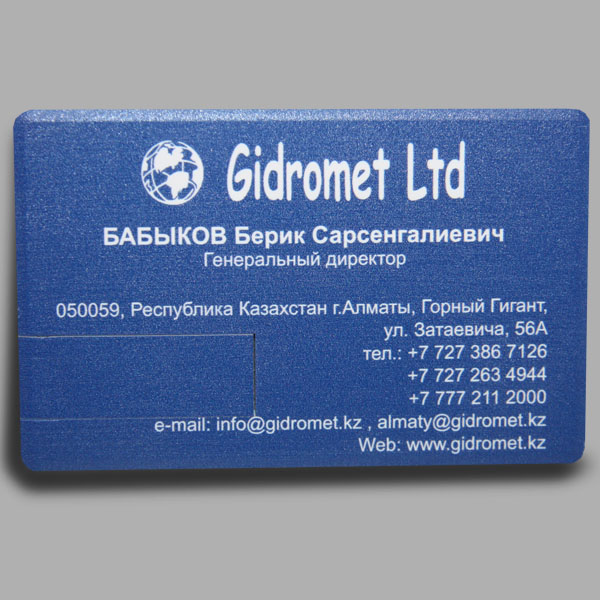 Gidromet Ltd
БАБЫКОВ Берик Сарсенгалиевич
Генеральный директор
050059, Республика Казахстан г.Алматы, Горный Гигант,
ул. Затаевича, 56А
тел.: +7 727 386 7126
+7 727 263 4944
+7 777 211 2000
e-mail: info@gidromet.kz , almaty@gidromet.kz
Web: www.gidromet.kz